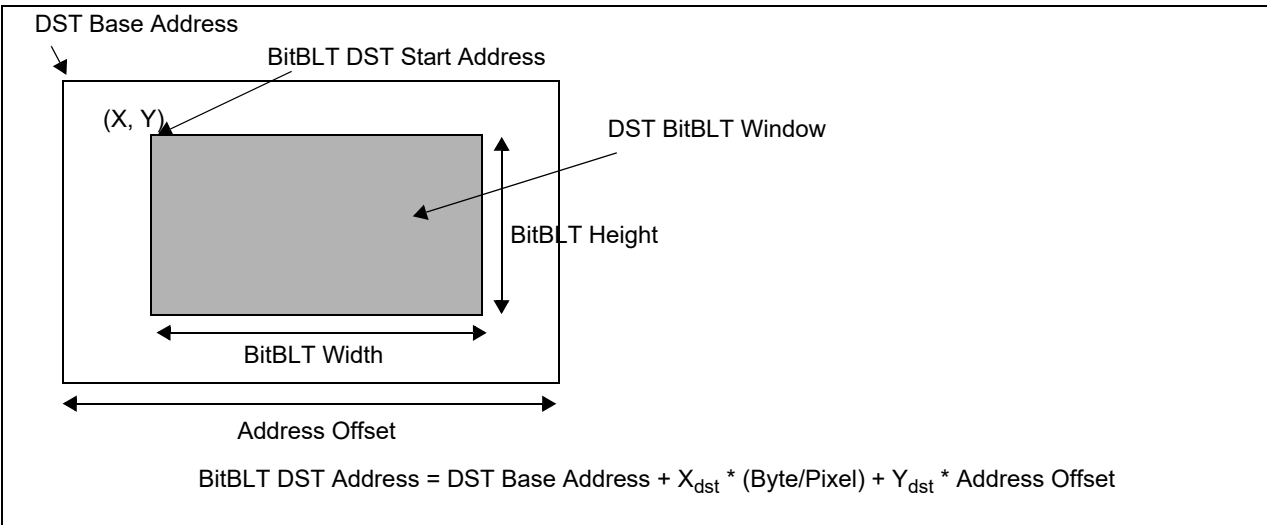 DST Base Address
BitBLT DST Start Address
(X, Y)
DST BitBLT Window
BitBLT Height
BitBLT Width
Address Offset
BitBLT DST Address = DST Base Address + Xdst * (Byte/Pixel) + Ydst * Address Offset